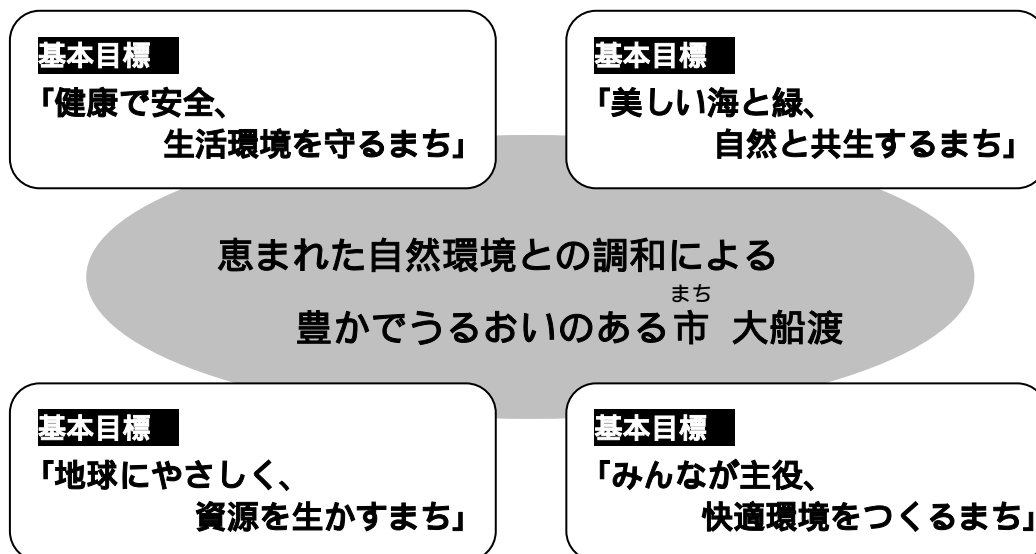 基本目標
「健康で安全、
生活環境を守るまち」
基本目標
「美しい海と緑、
自然と共生するまち」
恵まれた自然環境との調和による
まち
豊かでうるおいのある市 大船渡
基本目標
「地球にやさしく、
資源を生かすまち」
基本目標
「みんなが主役、
快適環境をつくるまち」